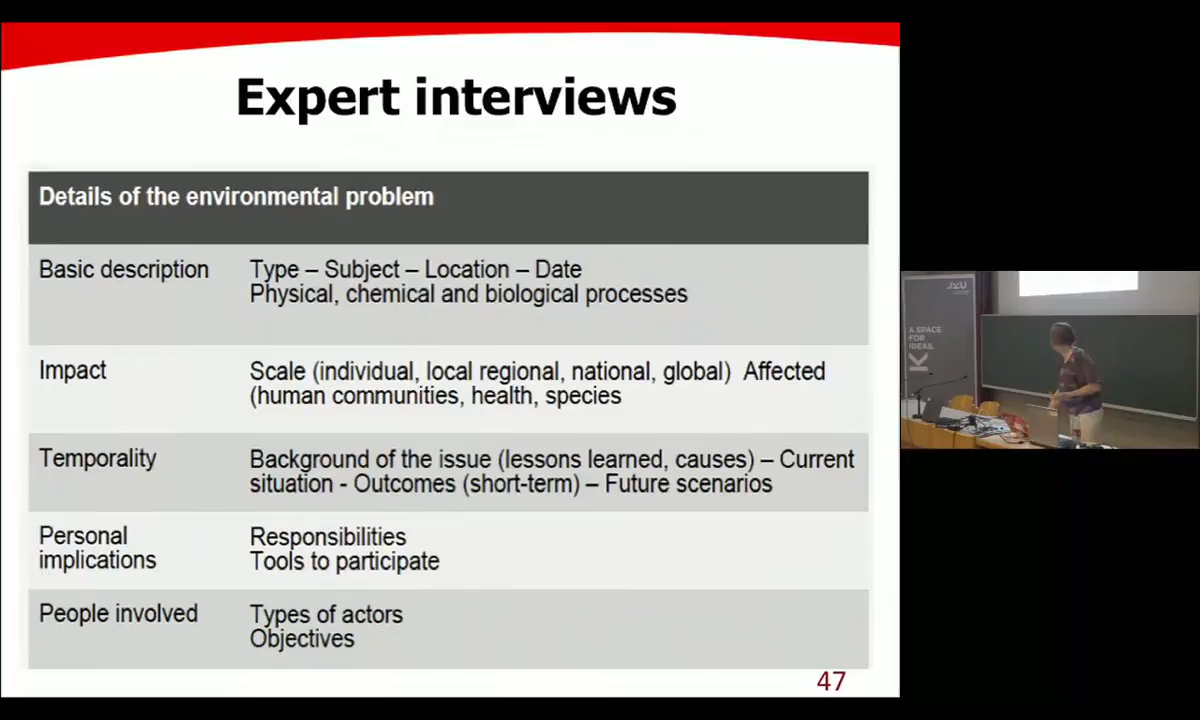 Expert interviews
Details of the environmental problem
Basic description
Type – Subject – Location – Date
Physical, chemical and biological processes
Impact
Scale (individual, local regional, national, global) Affected
(human communities, health, species
Temporality
Background of the issue (lessons learned, causes) – Current
situation - Outcomes (short-term) – Future scenarios
Personal
implications
Responsibilities
Tools to participate
People involved
Types of actors
Objectives
47
JKU
A SPACE
FOR
IDEAS.